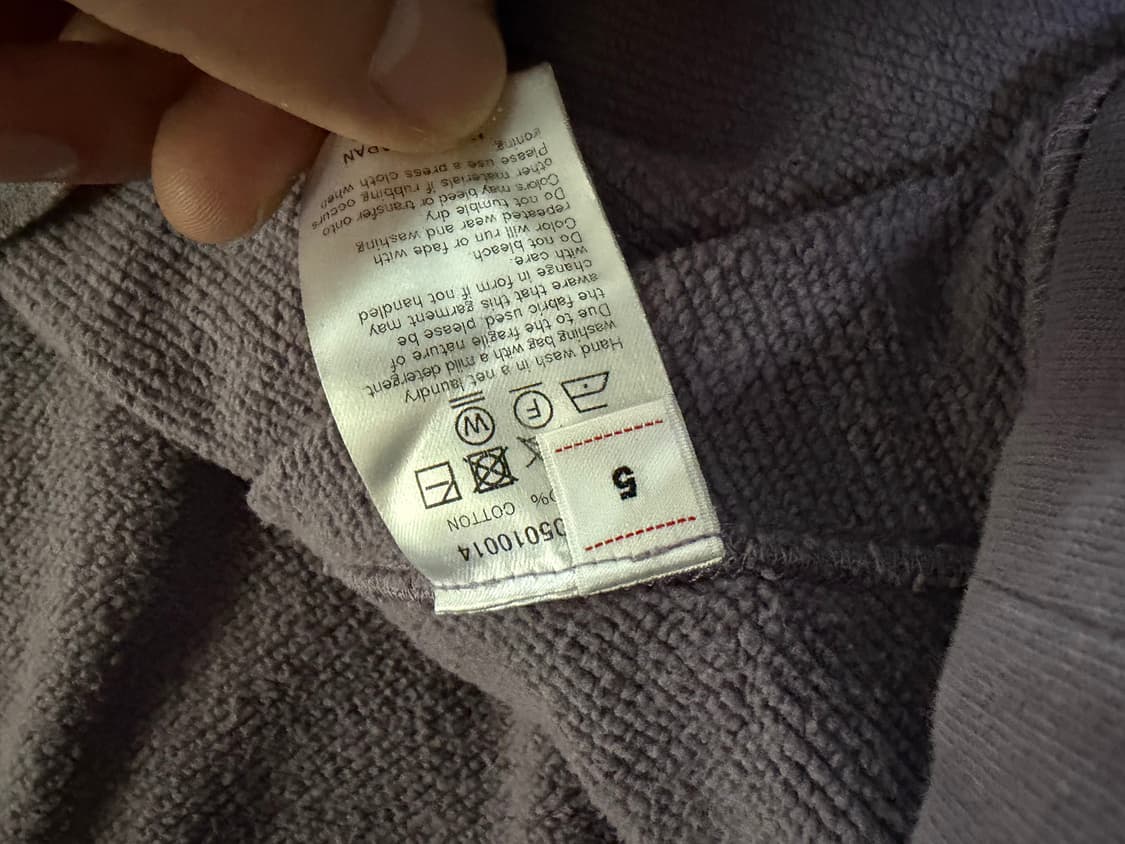 5
05010014
% COTTON
W F
Hand wash in a net laundry
washing bag with a mild detergent.
Due to the fragile nature of
the fabric used, please be
aware that this garment may
change in form if not handled
with care.
Do not bleach.
Color will run or fade with
repeated wear and washing
Do not tumble dry
Colors may bleed or transfer onto
other materials if rubbing occurs
Please use a press cloth when
ironing.